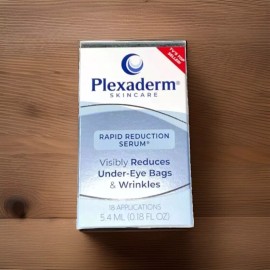 Plexaderm®
SKINCARE
RAPID REDUCTION
SERUM+
Visibly Reduces
Under-Eye Bags
& Wrinkles
18 APPLICATIONS
5.4 ML (0.18 FL OZ)